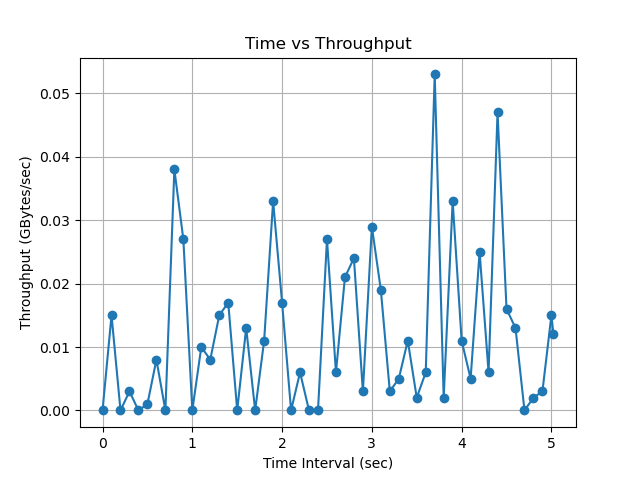 Time vs Throughput
Throughput (GBytes/sec)
0.05
0.04
0.03
0.02
0.01
0.00
0 1 2 3 4 5
Time Interval (sec)